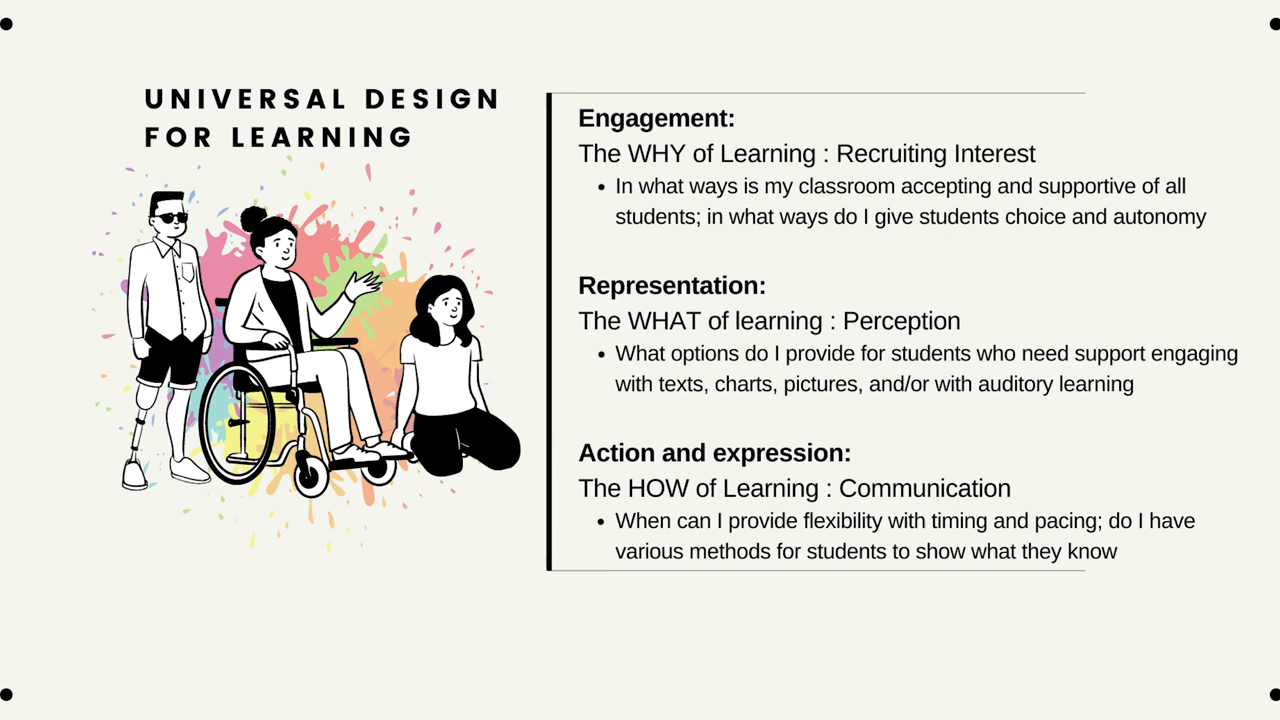 UNIVERSAL DESIGN
FOR LEARNING
Engagement:
The WHY of Learning : Recruiting Interest
• In what ways is my classroom accepting and supportive of all
students; in what ways do I give students choice and autonomy
Representation:
The WHAT of learning : Perception
• What options do I provide for students who need support engaging
with texts, charts, pictures, and/or with auditory learning
Action and expression:
The HOW of Learning : Communication
• When can I provide flexibility with timing and pacing; do I have
various methods for students to show what they know